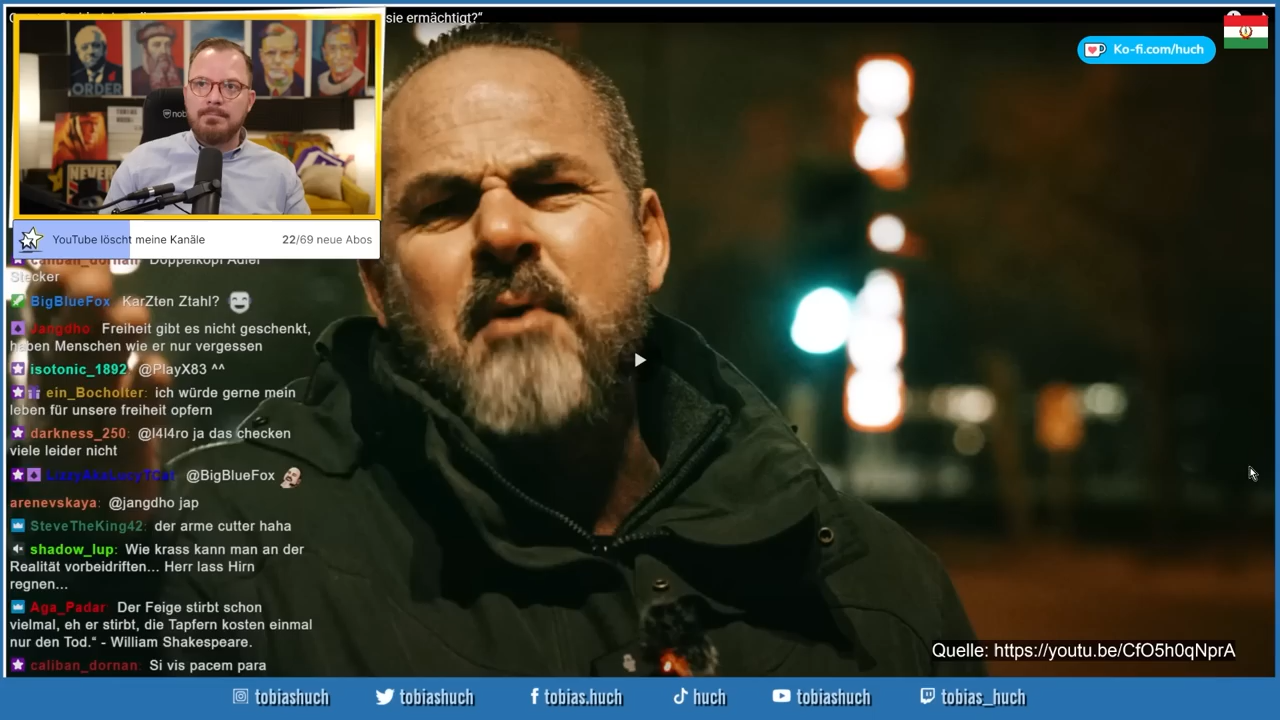 sie ermächtigt?“
Ko-fi.com/huch
ORDER
NEVER
YouTube löscht meine Kanäle
22/69 neue Abos
Doppelkopf Adler
Stecker
BigBlueFox KarZten Ztahl?
Jangdho: Freiheit gibt es nicht geschenkt,
haben Menschen wie er nur vergessen
isotonic_1892 @PlayX83 ^^
ein_Bocholter: ich würde gerne mein
leben für unsere freiheit opfern
darkness_250: @l4l4ro ja das checken
viele leider nicht
@BigBlueFox
arenevskaya: @jangdho jap
SteveTheKing42: der arme cutter haha
shadow_lup: Wie krass kann man an der
Realität vorbeidriften... Herr lass Hirn
regnen...
Aga_Padar: Der Feige stirbt schon
vielmal, eh er stirbt, die Tapfern kosten einmal
nur den Tod.“ - William Shakespeare.
caliban_dornan: Si vis pacem para
Quelle: https://youtu.be/CfO5h0qNprA
tobiashuch
tobiashuch
tobias.huch
huch
tobiashuch
tobias_huch